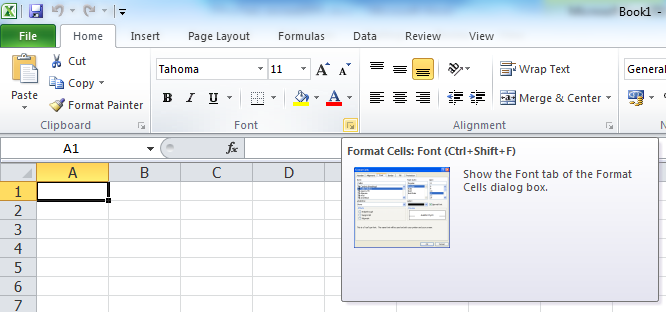 Book1 -
File Home Insert Page Layout Formulas Data Review View
Cut
Copy
Format Painter
Paste
Clipboard
Tahoma 11 A A
B I U A
Font
Wrap Text
Merge & Center
Alignment
General
$
A1 fx
A B C D
1
2
3
4
5
6
7
Format Cells: Font (Ctrl+Shift+F)
Show the Font tab of the Format
Cells dialog box.